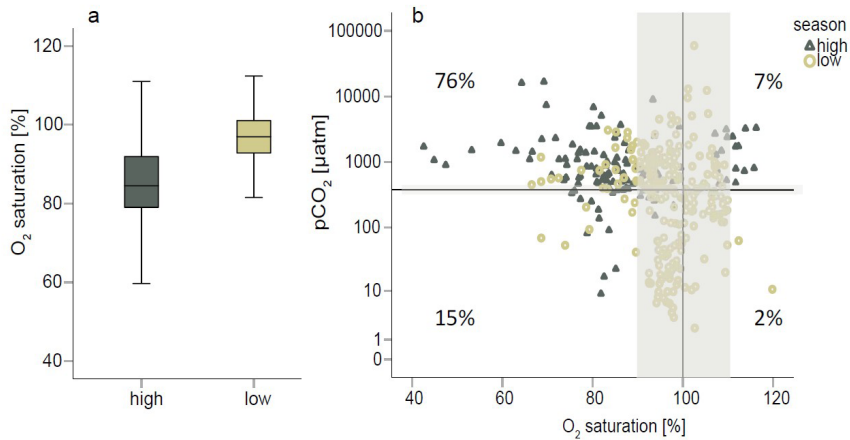 a
O₂ saturation [%]
120
100
80
60
40
high
low
b
pCO₂ [µatm]
100000
10000
1000
100
10
1
0
76%
7%
15%
2%
40
60
80
100
120
O₂ saturation [%]
season
high
low